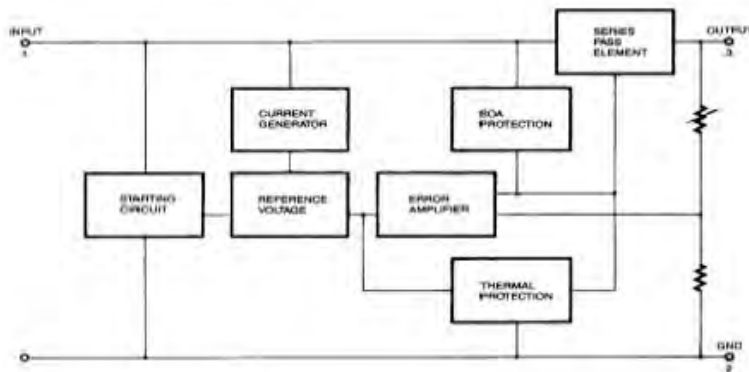 INPUT
1
SERIES
PASS
ELEMENT
OUTPUT
3
CURRENT
GENERATOR
SOA
PROTECTION
STARTING
CIRCUIT
REFERENCE
VOLTAGE
ERROR
AMPLIFIER
THERMAL
PROTECTION
GND
2